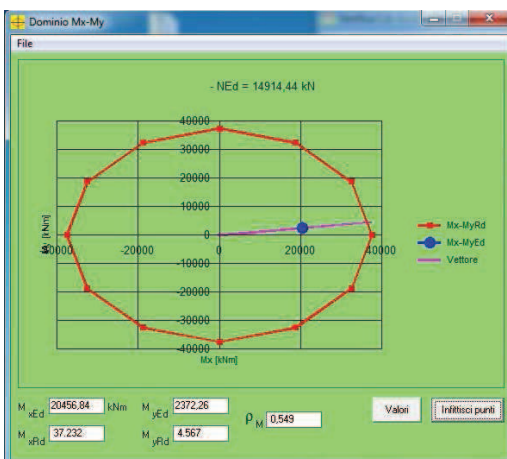 Dominio Mx-My
File
- NEd = 14914,44 kN
40000
30000
20000
10000
0
-10000
-20000
-30000
-40000
-20000
0
20000
40000
Mx [kNm]
Mx-MyRd
Mx-MyEd
Vettore
M xEd 20456,84 kNm M yEd 2372,26
ρ M 0,549
M xRd 37.232 M yRd 4.567
Valori
Infittisci punti